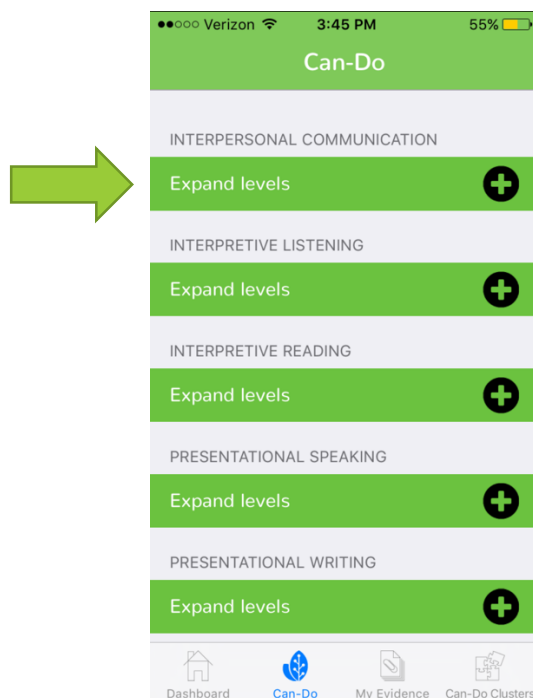 Verizon 3:45 PM 55%
Can-Do
INTERPERSONAL COMMUNICATION
Expand levels
INTERPRETIVE LISTENING
Expand levels
INTERPRETIVE READING
Expand levels
PRESENTATIONAL SPEAKING
Expand levels
PRESENTATIONAL WRITING
Expand levels
Dashboard Can-Do My Evidence Can-Do Clusters